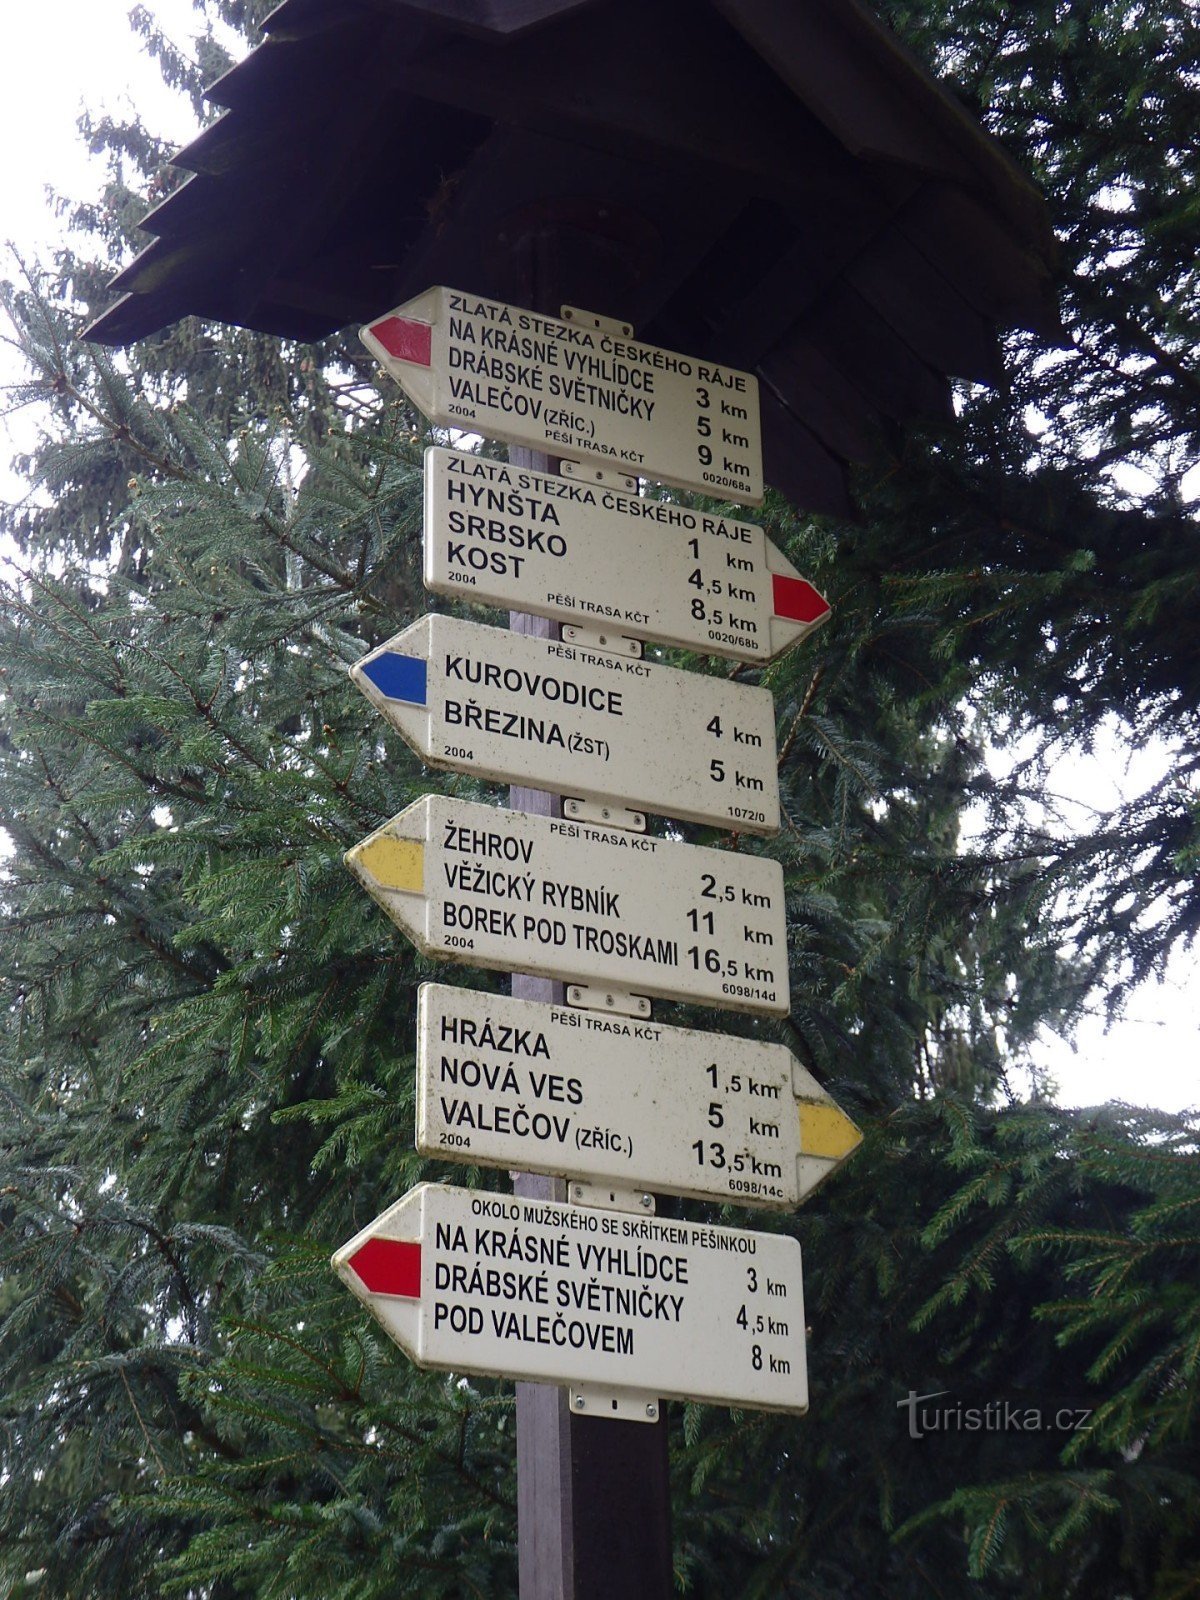 ZLATÁ STEZKA ČESKÉHO RÁJE
NA KRÁSNÉ VYHLÍDCE 3 km
DRÁBSKÉ SVĚTNIČKY 5 km
VALEČOV (ZŘÍC.) 9 km
2004 PĚŠÍ TRASA KČT 0020/68a
ZLATÁ STEZKA ČESKÉHO RÁJE
HYNŠTA 1 km
SRBSKO 4,5 km
KOST 8,5 km
2004 PĚŠÍ TRASA KČT 0020/68b
PĚŠÍ TRASA KČT
KUROVODICE 4 km
BŘEZINA (ŽST) 5 km
2004 1072/0
PĚŠÍ TRASA KČT
ŽEHROV 2,5 km
VĚŽICKÝ RYBNÍK 11 km
BOREK POD TROSKAMI 16,5 km
2004 6098/14d
PĚŠÍ TRASA KČT
HRÁZKA 1,5 km
NOVÁ VES 5 km
VALEČOV (ZŘÍC.) 13,5 km
2004 6098/14c
OKOLO MUŽSKÉHO SE SKŘÍTKEM PĚŠINKOU
NA KRÁSNÉ VYHLÍDCE 3 km
DRÁBSKÉ SVĚTNIČKY 4,5 km
POD VALEČOVEM 8 km
Turistika.cz